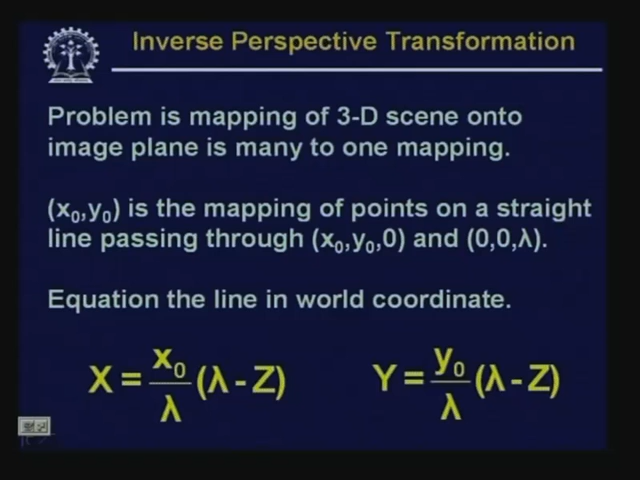 Inverse Perspective Transformation
Problem is mapping of 3-D scene onto
image plane is many to one mapping.
(x₀,y₀) is the mapping of points on a straight
line passing through (x₀,y₀,0) and (0,0,λ).
Equation the line in world coordinate.
X = x₀/λ (λ - Z) Y = y₀/λ (λ - Z)